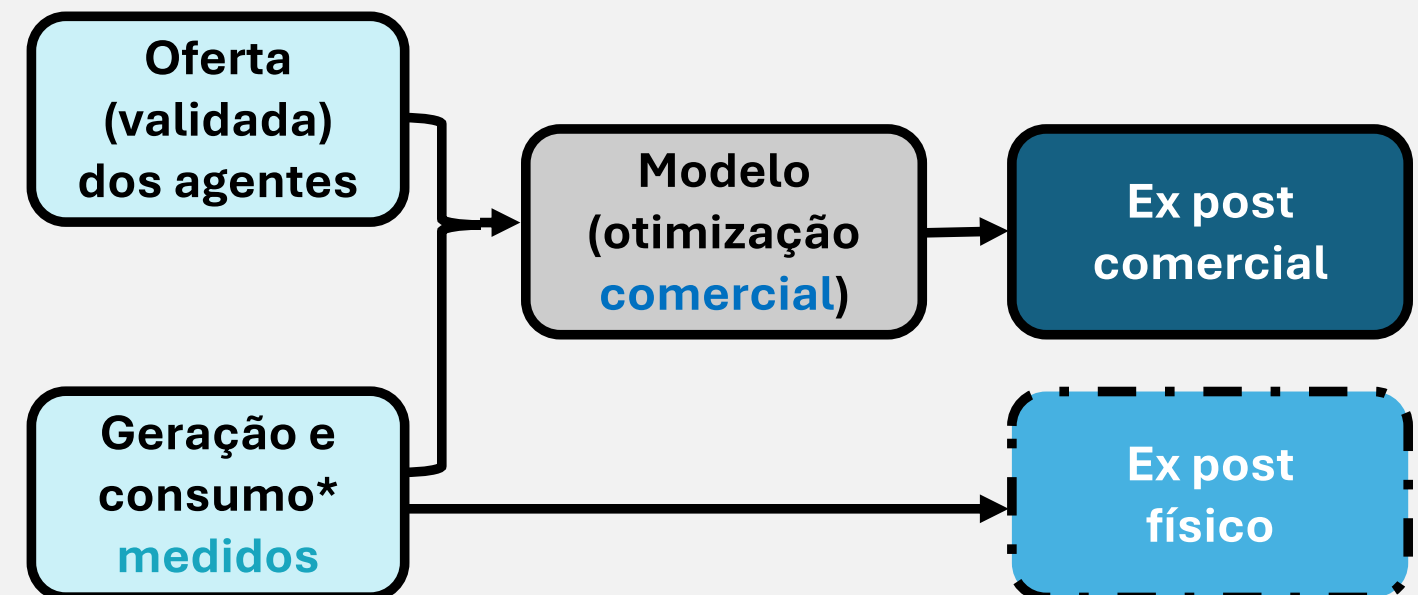 Oferta
(validada)
dos agentes
Modelo
(otimização
comercial)
Ex post
comercial
Geração e
consumo*
medidos
Ex post
físico